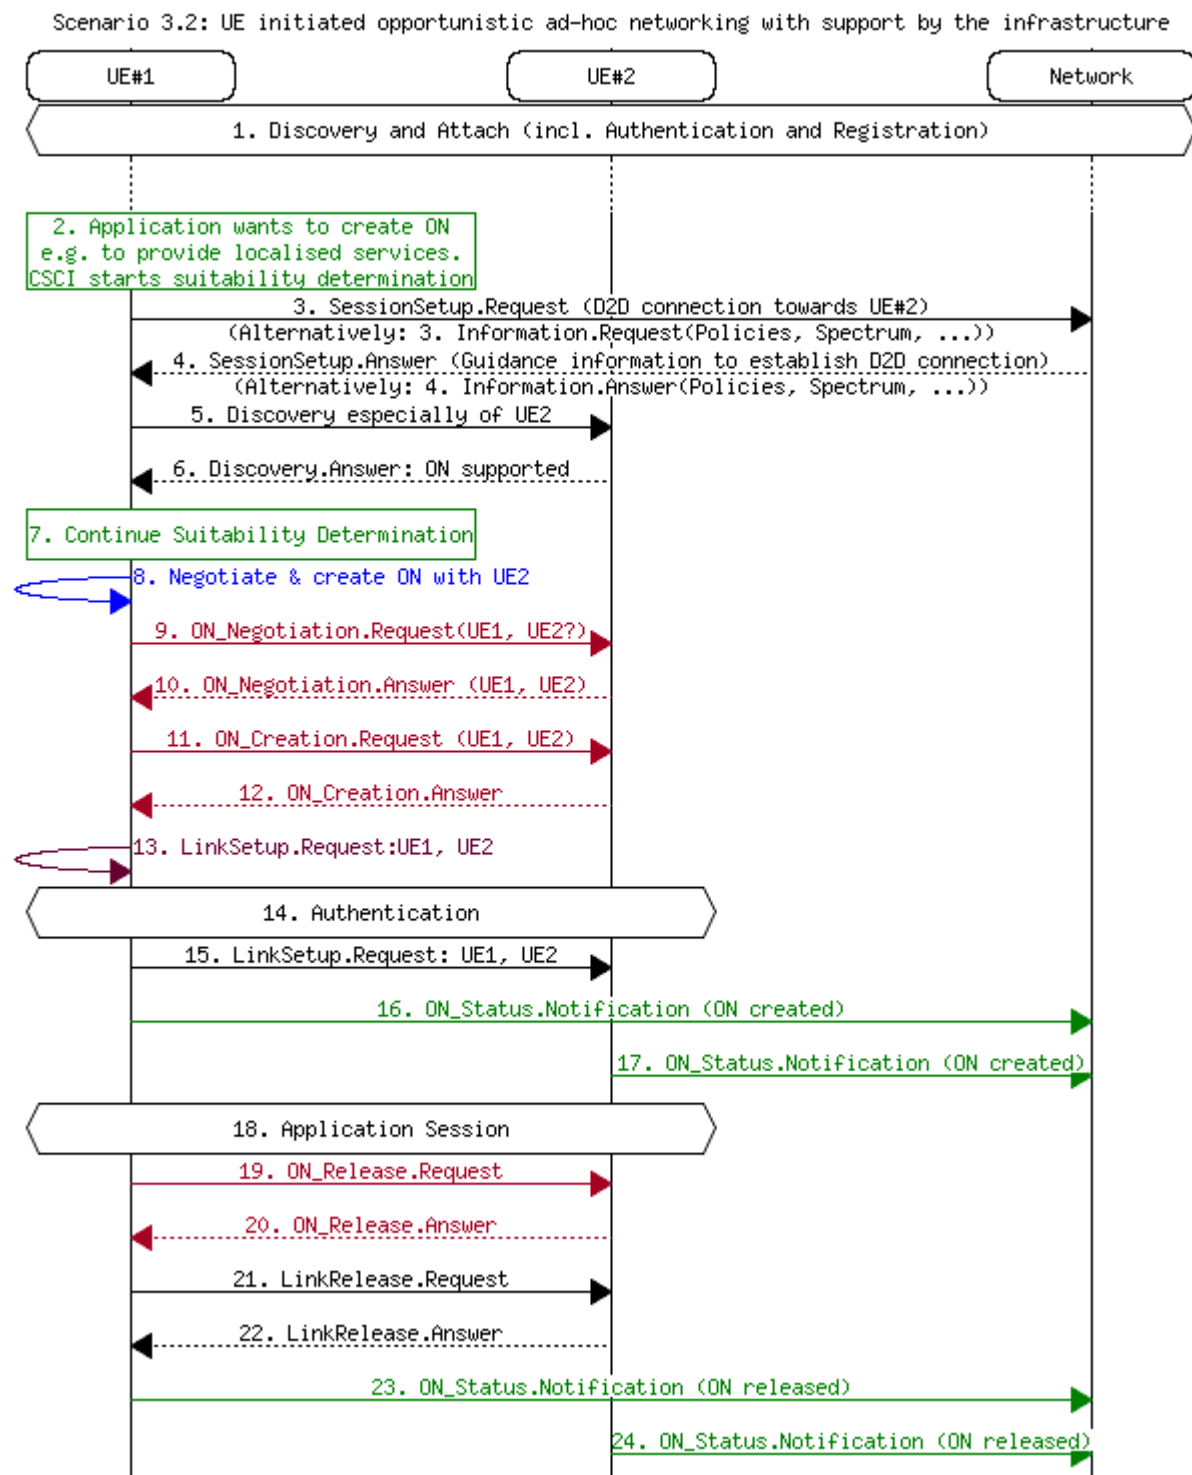 Scenario 3.2: UE initiated opportunistic ad-hoc networking with support by the infrastructure
UE#1
UE#2
Network
1. Discovery and Attach (incl. Authentication and Registration)
2. Application wants to create ON
e.g. to provide localised services.
CSCI starts suitability determination
3. SessionSetup.Request (D2D connection towards UE#2)
(Alternatively: 3. Information.Request(Policies, Spectrum, ...))
4. SessionSetup.Answer (Guidance information to establish D2D connection)
(Alternatively: 4. Information.Answer(Policies, Spectrum, ...))
5. Discovery especially of UE2
6. Discovery.Answer: ON supported
7. Continue Suitability Determination
8. Negotiate & create ON with UE2
9. ON_Negotiation.Request(UE1, UE2?)
10. ON_Negotiation.Answer (UE1, UE2)
11. ON_Creation.Request (UE1, UE2)
12. ON_Creation.Answer
13. LinkSetup.Request:UE1, UE2
14. Authentication
15. LinkSetup.Request: UE1, UE2
16. ON_Status.Notification (ON created)
17. ON_Status.Notification (ON created)
18. Application Session
19. ON_Release.Request
20. ON_Release.Answer
21. LinkRelease.Request
22. LinkRelease.Answer
23. ON_Status.Notification (ON released)
24. ON_Status.Notification (ON released)